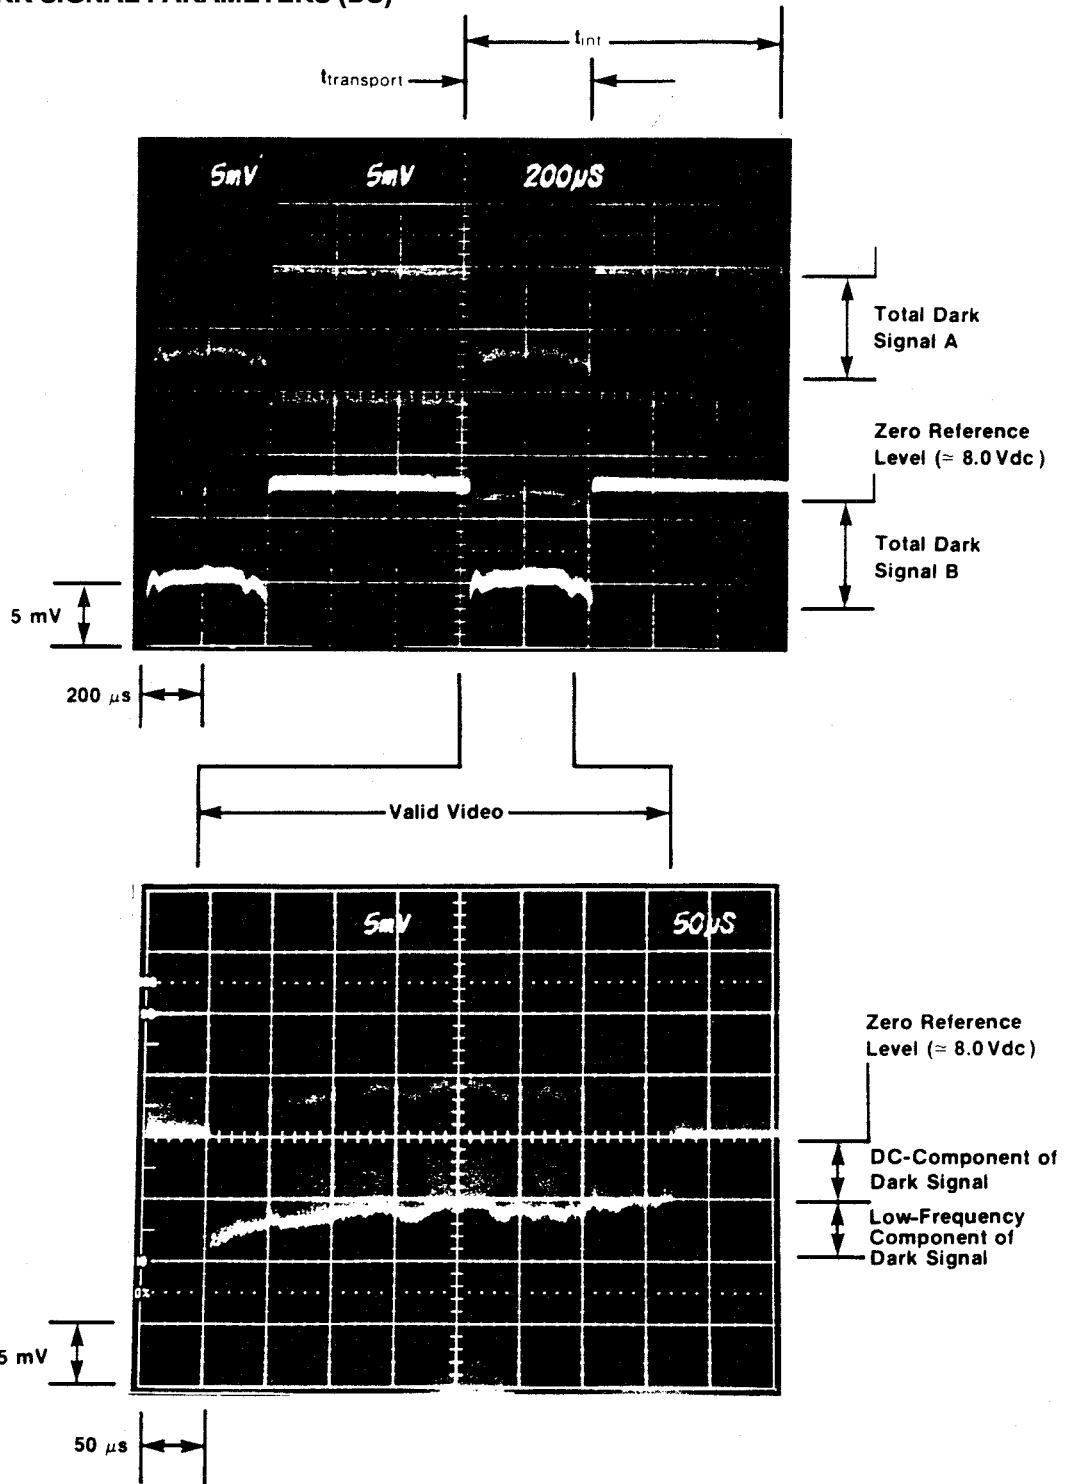 SIGNAL PARAMETERS (DS)
tint
ttransport
5mV 5mV 200µS
Total Dark
Signal A
Zero Reference
Level (≃ 8.0 Vdc)
Total Dark
Signal B
5 mV
200 µs
Valid Video
5mV 50µS
Zero Reference
Level (≃ 8.0 Vdc)
DC-Component of
Dark Signal
Low-Frequency
Component of
Dark Signal
0%
5 mV
50 µs